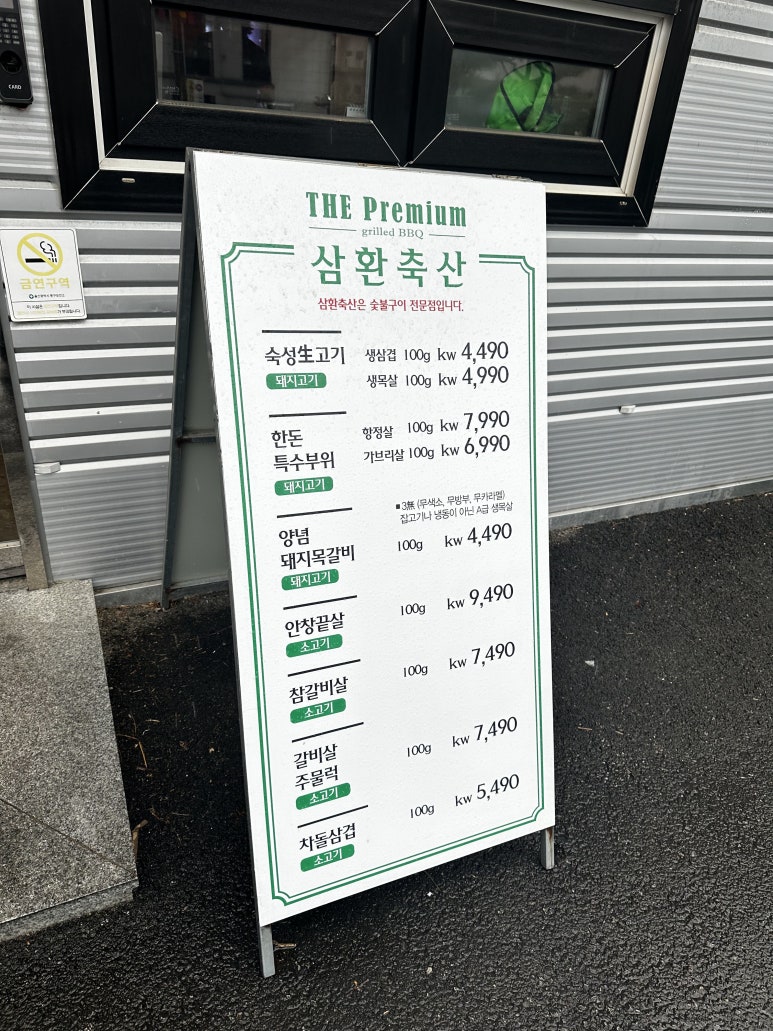 CARD
금연구역
THE Premium
grilled BBQ
삼환축산
삼환축산은 숯불구이 전문점입니다.
숙성生고기
돼지고기
생삼겹 100g kw 4,490
생목살 100g kw 4,990
한돈
특수부위
돼지고기
항정살 100g kw 7,990
가브리살 100g kw 6,990
■ 3無 (무색소, 무방부, 무카라멜)
잡고기나 냉동이 아닌 A급 생목살
양념
돼지목갈비
돼지고기
100g kw 4,490
안창끝살
소고기
100g kw 9,490
참갈비살
소고기
100g kw 7,490
갈비살
주물럭
소고기
100g kw 7,490
차돌삼겹
소고기
100g kw 5,490